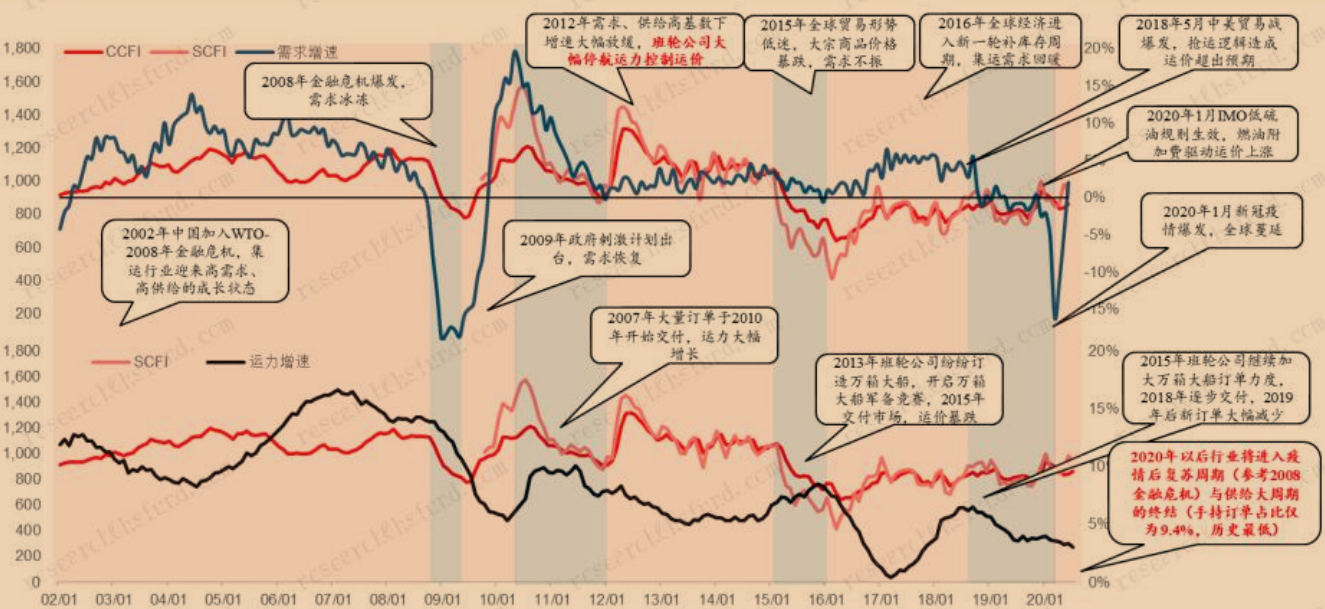 CCFI
SCFI
需求增速
1,800
1,600
1,400
1,200
1,000
800
600
400
200
0
20%
15%
10%
5%
0%
-5%
-10%
-15%
2008年金融危机爆发，
需求冰冻
2012年需求、供给高基数下
增速大幅放缓，班轮公司大
幅停航运力控制运价
2015年全球贸易形势
低迷，大宗商品价格
暴跌，需求不振
2016年全球经济进
入新一轮补库存周
期，集运需求回暖
2018年5月中美贸易战
爆发，抢运逻辑造成
运价超出预期
2020年1月IMO低硫
油规则生效，燃油附
加费驱动运价上涨
2020年1月新冠疫
情爆发，全球蔓延
2002年中国加入WTO-
2008年金融危机，集
运行业迎来高需求、
高供给的成长状态
2009年政府刺激计划出
台，需求恢复
SCFI
运力增速
1,800
1,600
1,400
1,200
1,000
800
600
400
200
0
20%
15%
10%
5%
0%
2007年大量订单于2010
年开始交付，运力大幅
增长
2013年班轮公司纷纷订
造万箱大船，开启万箱
大船军备竞赛，2015年
交付市场，运价暴跌
2015年班轮公司继续加
大万箱大船订单力度，
2018年逐步交付，2019
年后新订单大幅减少
2020年以后行业将进入疫
情后复苏周期（参考2008
金融危机）与供给大周期
的终结（手持订单占比仅
为9.4%，历史最低）
02/01
03/01
04/01
05/01
06/01
07/01
08/01
09/01
10/01
11/01
12/01
13/01
14/01
15/01
16/01
17/01
18/01
19/01
20/01